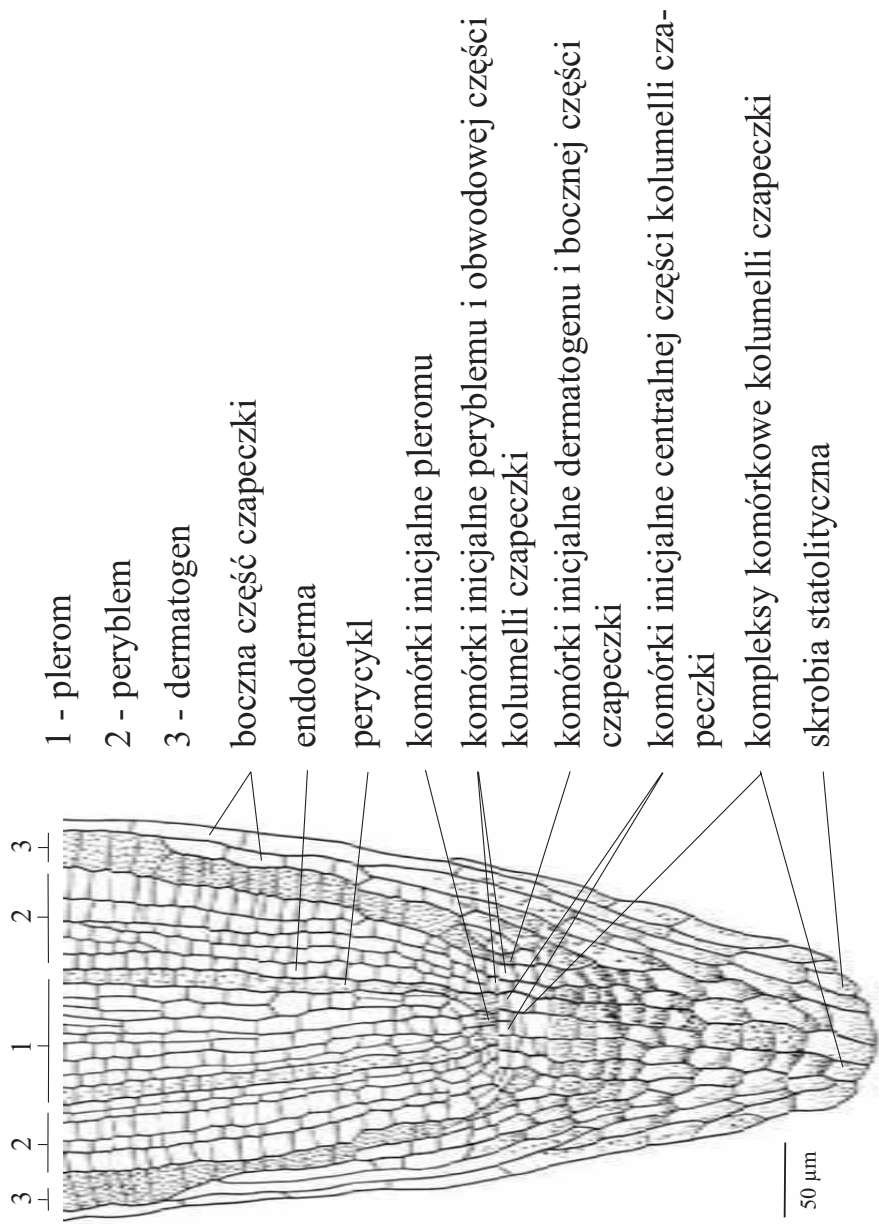 1 - plerom
2 - peryblem
3 - dermatogen
boczna część czapeczki
endoderma
perycykl
komórki inicjalne pleromu
komórki inicjalne peryblemu i obwodowej części
kolumelli czapeczki
komórki inicjalne dermatogenu i bocznej części
czapeczki
komórki inicjalne centralnej części kolumelli cza-
peczki
kompleksy komórkowe kolumelli czapeczki
skrobia statolityczna
3 2 1 2 3
50 µm